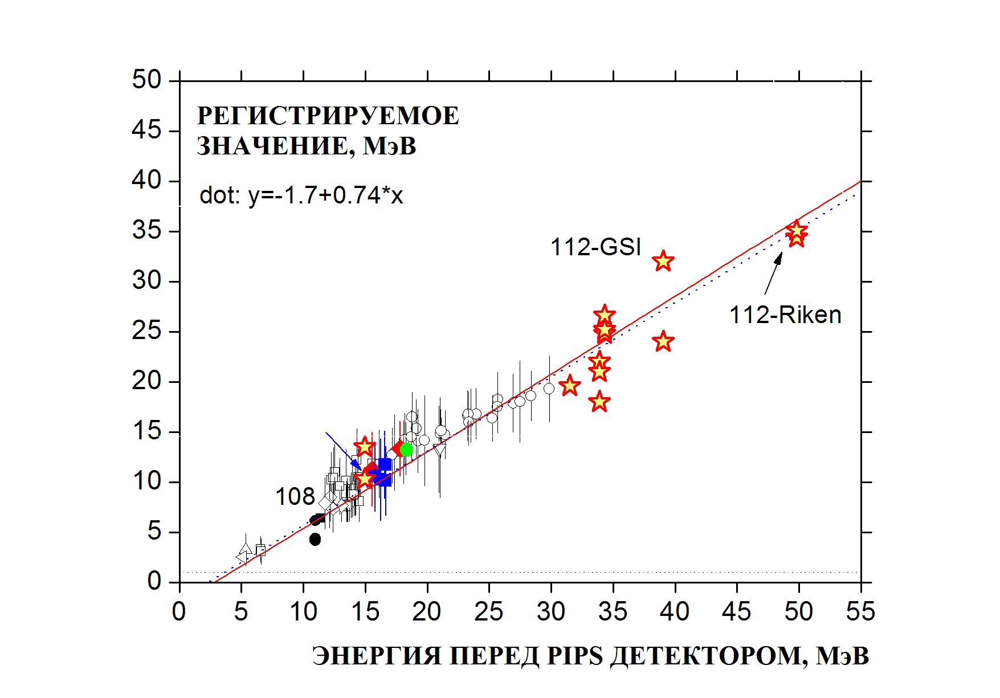 50
45
40
35
30
25
20
15
10
5
0
РЕГИСТРИРУЕМОЕ
ЗНАЧЕНИЕ, МэВ
dot: y=-1.7+0.74*x
112-GSI
112-Riken
108
0 5 10 15 20 25 30 35 40 45 50 55
ЭНЕРГИЯ ПЕРЕД PIPS ДЕТЕКТОРОМ, МэВ